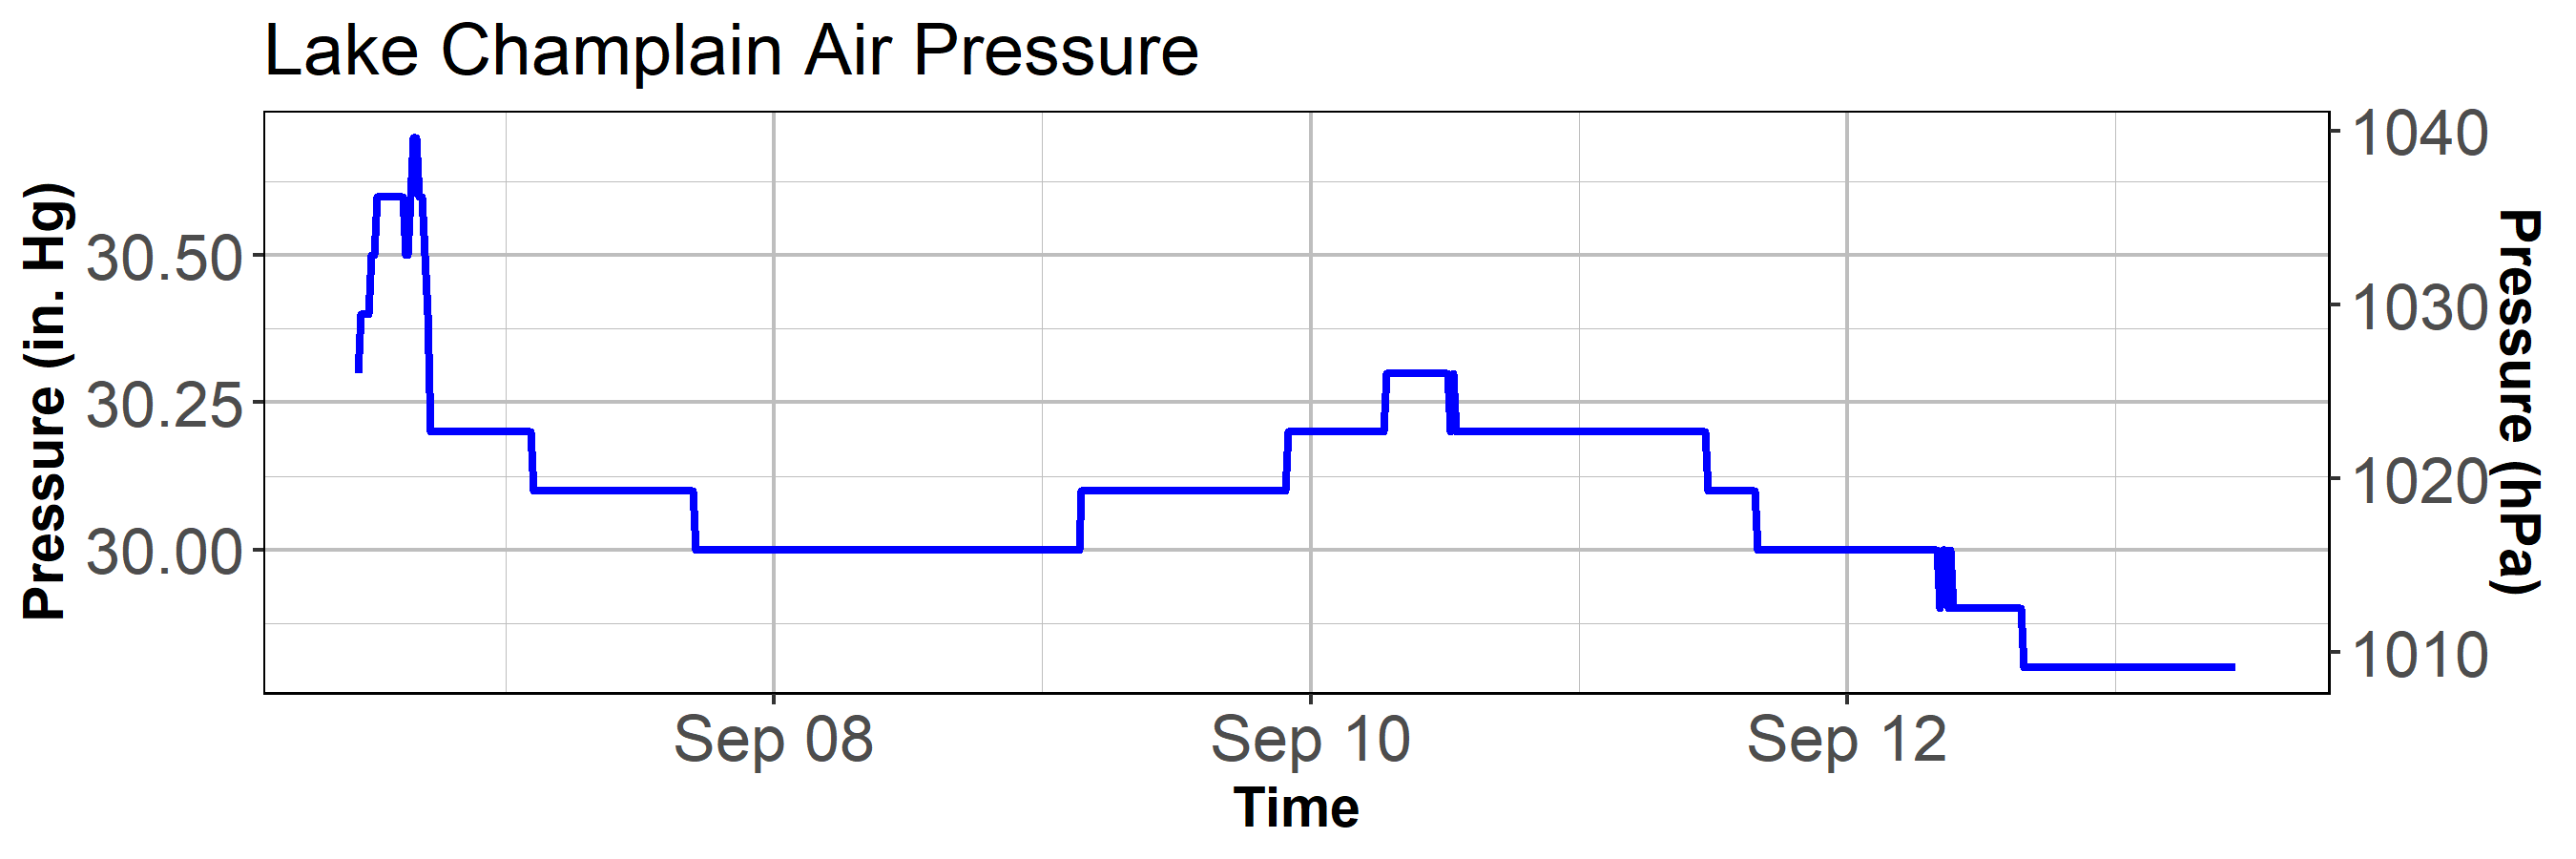 Lake Champlain Air Pressure
Pressure (in. Hg)
30.50
30.25
30.00
1040
1030
1020
1010
Pressure (hPa)
Sep 08
Sep 10
Sep 12
Time